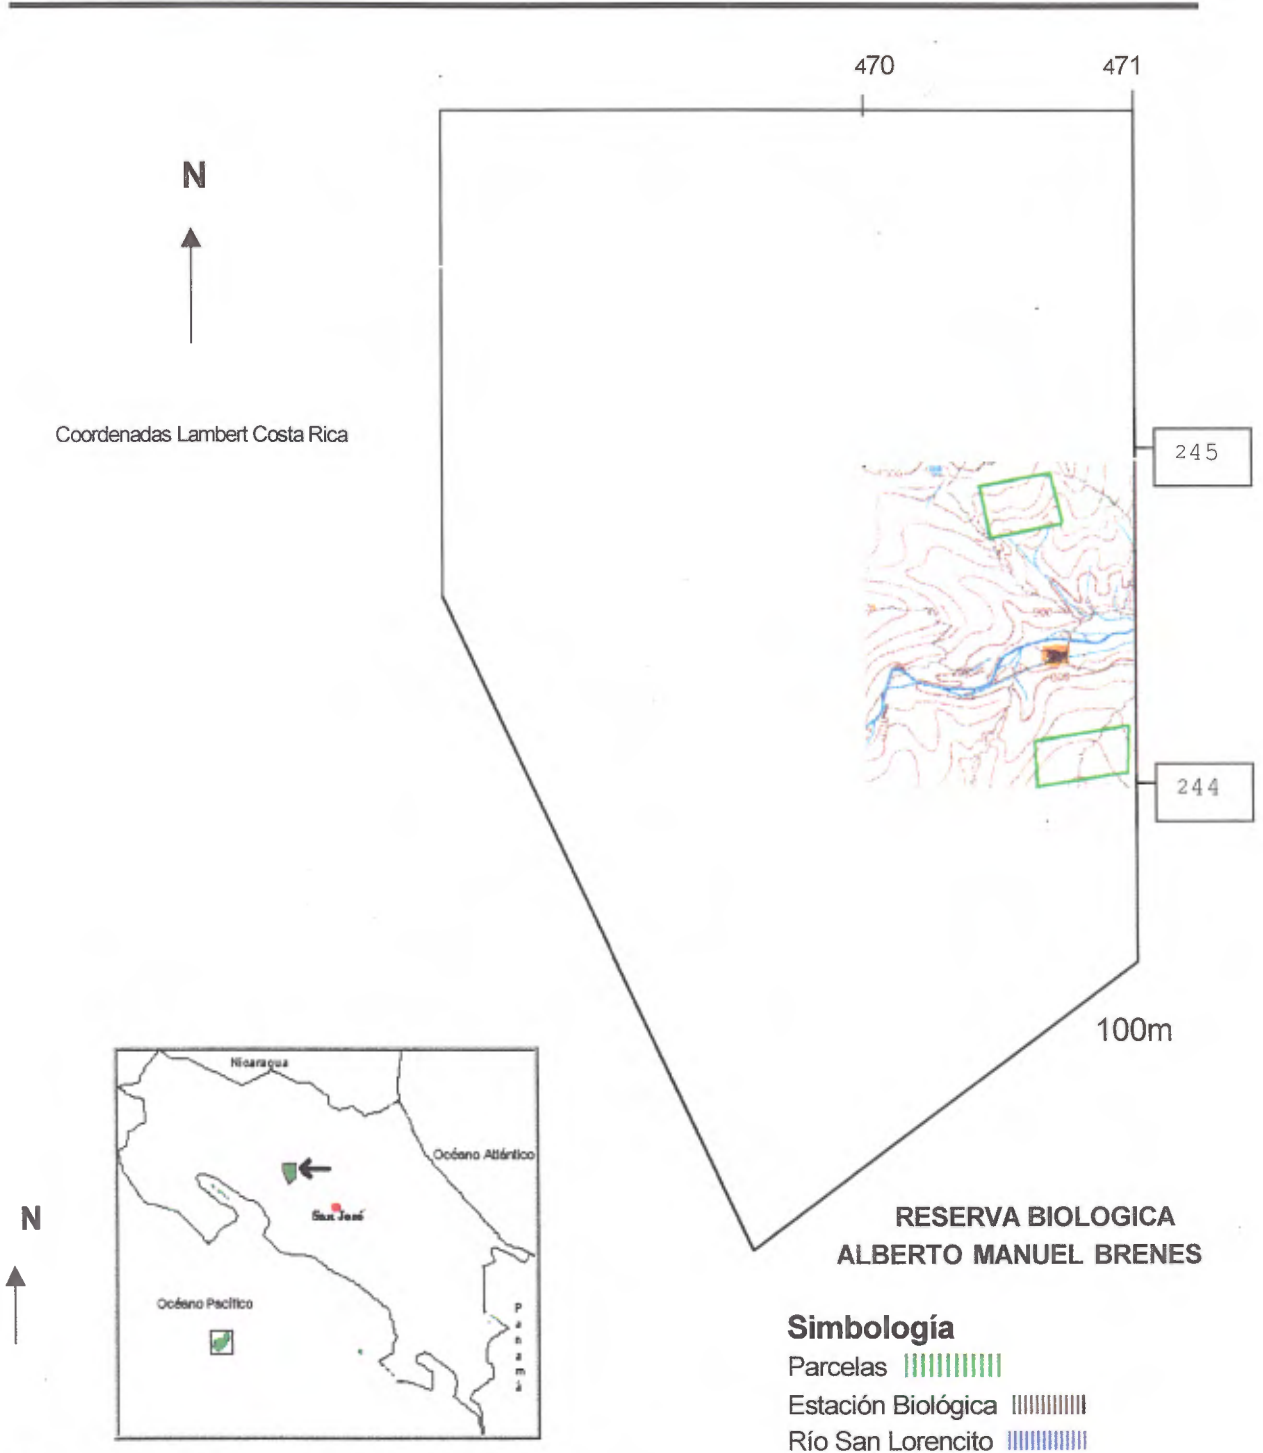 470 471
N
Coordenadas Lambert Costa Rica
245
244
100m
Nicaragua
Océano Atlántico
San José
N
Océano Pacífico
Panamá
RESERVA BIOLOGICA
ALBERTO MANUEL BRENES
Simbología
Parcelas
Estación Biológica
Río San Lorencito